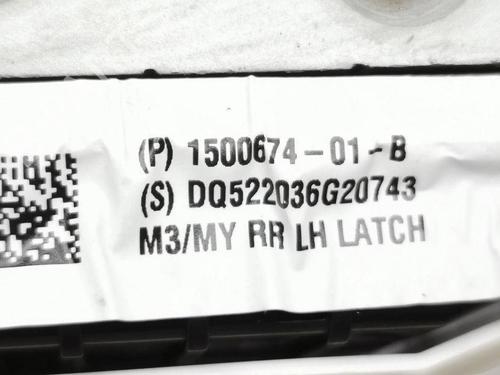 (P) 1500674-01-B
(S) DQ522036G20743
M3/MY RR LH LATCH